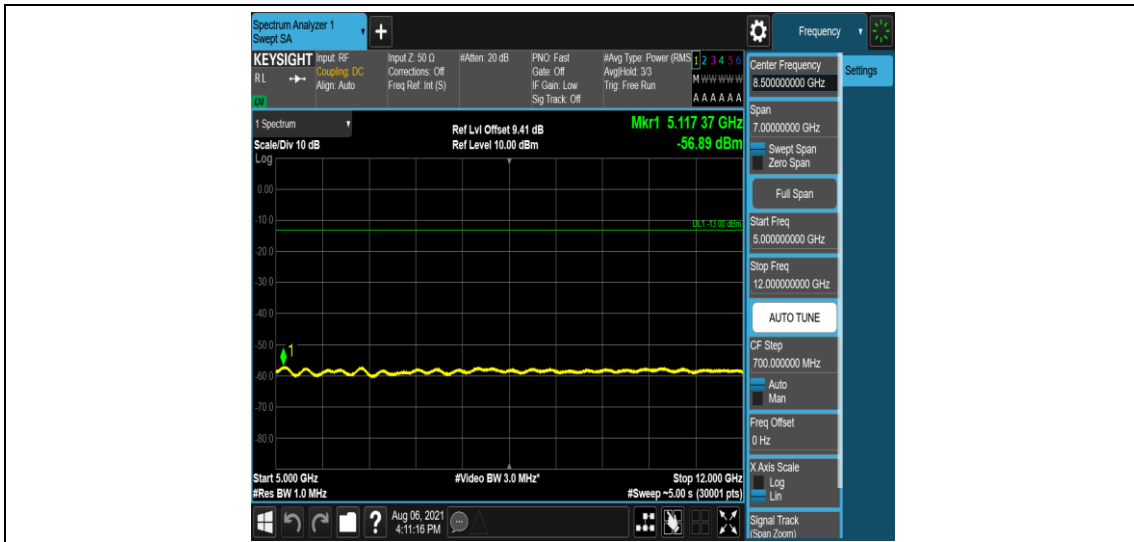 Spectrum Analyzer 1
Swept SA
Frequency
KEYSIGHT
RL
LM
Input: RF
Coupling: DC
Align: Auto
Input Z: 50 Ω
Corrections: Off
Freq Ref: Int (S)
#Atten: 20 dB
PNO: Fast
Gate: Off
IF Gain: Low
Sig Track: Off
#Avg Type: Power (RMS
Avg|Hold: 3/3
Trig: Free Run
1 2 3 4 5 6
M W W W W W
A A A A A A
1 Spectrum
Scale/Div 10 dB
Ref Lvl Offset 9.41 dB
Ref Level 10.00 dBm
Mkr1 5.117 37 GHz
-56.89 dBm
Log
0.00
-10.0
DL1 -13.00 dBm
-20.0
-30.0
-40.0
-50.0
1
-60.0
-70.0
-80.0
Start 5.000 GHz
#Video BW 3.0 MHz*
Stop 12.000 GHz
#Res BW 1.0 MHz
#Sweep ~5.00 s (30001 pts)
Aug 06, 2021
4:11:16 PM
Center Frequency
8.500000000 GHz
Settings
Span
7.00000000 GHz
Swept Span
Zero Span
Full Span
Start Freq
5.000000000 GHz
Stop Freq
12.000000000 GHz
AUTO TUNE
CF Step
700.000000 MHz
Auto
Man
Freq Offset
0 Hz
X Axis Scale
Log
Lin
Signal Track
(Span Zoom)